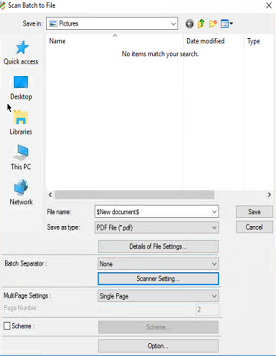 Scan Batch to File
Save in: Pictures
Name Date modified Type
No items match your search.
Quick access
Desktop
Libraries
This PC
Network
File name: $New document$ Save
Save as type: PDF File (*.pdf) Cancel
Details of File Settings...
Batch Separator : None
Scanner Setting...
MultiPage Settings : Single Page
Page Number : 2
Scheme : Scheme...
Option...